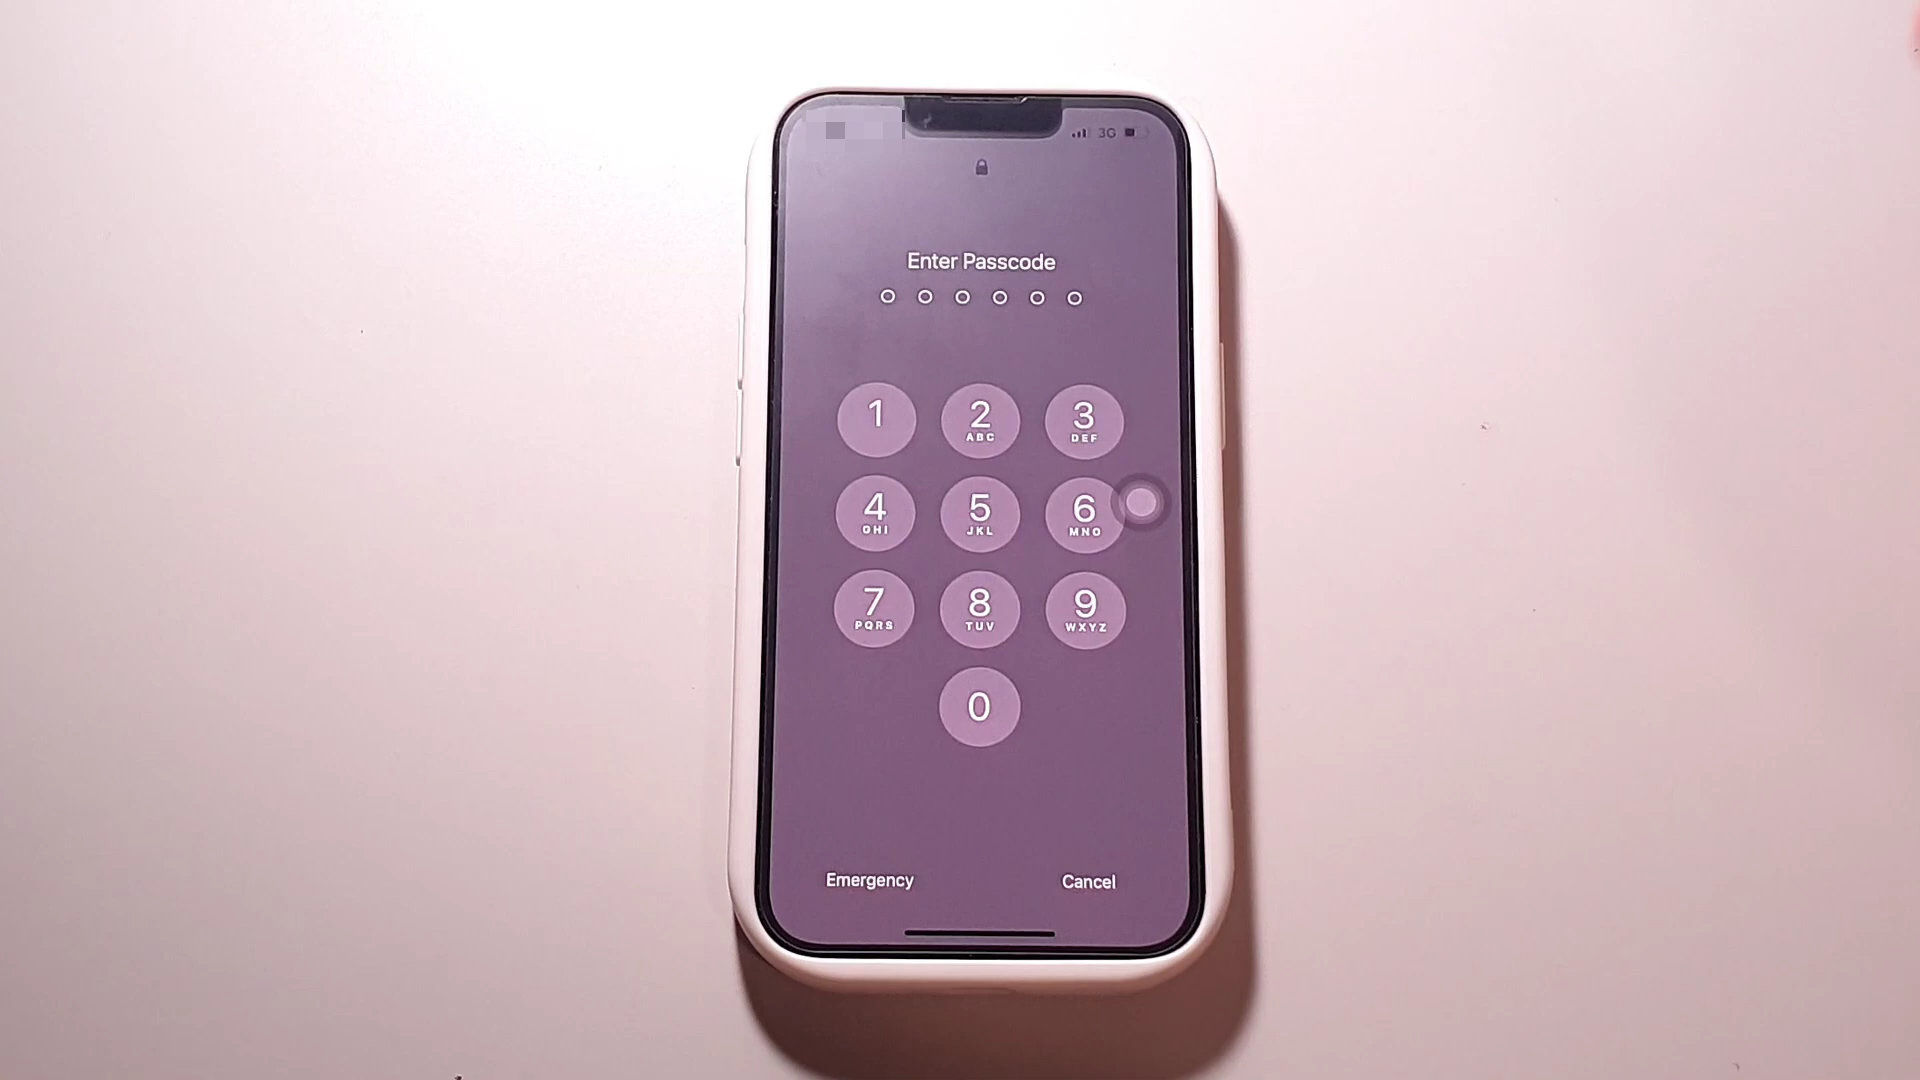 3G
Enter Passcode
1 2 3
ABC DEF
4 5 6
GHI JKL MNO
7 8 9
PQRS TUV WXYZ
0
Emergency Cancel